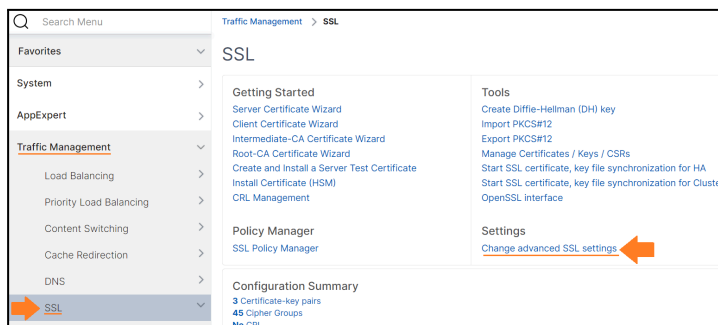 Search Menu
Favorites
System
AppExpert
Traffic Management
Load Balancing
Priority Load Balancing
Content Switching
Cache Redirection
DNS
SSL
Traffic Management > SSL
SSL
Getting Started
Server Certificate Wizard
Client Certificate Wizard
Intermediate-CA Certificate Wizard
Root-CA Certificate Wizard
Create and Install a Server Test Certificate
Install Certificate (HSM)
CRL Management
Tools
Create Diffie-Hellman (DH) key
Import PKCS#12
Export PKCS#12
Manage Certificates / Keys / CSRs
Start SSL certificate, key file synchronization for HA
Start SSL certificate, key file synchronization for Cluste
OpenSSL interface
Policy Manager
SSL Policy Manager
Settings
Change advanced SSL settings
Configuration Summary
3 Certificate-key pairs
45 Cipher Groups
No CRL